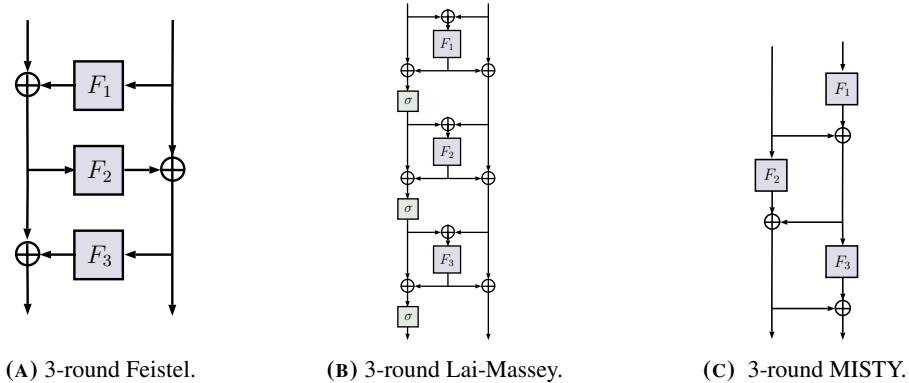 F1
F2
F3
F1
σ
F2
σ
F3
σ
F1
F2
F3
(A) 3-round Feistel.
(B) 3-round Lai-Massey.
(C) 3-round MISTY.